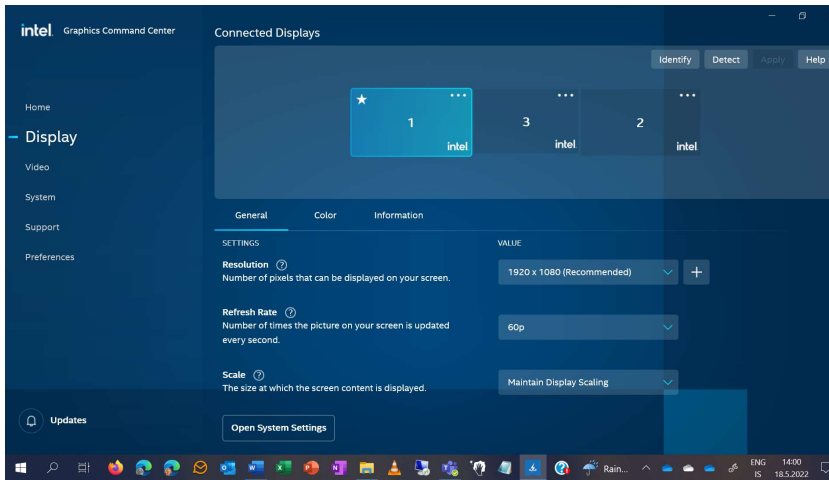 intel. Graphics Command Center
Connected Displays
Identify Detect Apply Help
Home
Display
Video
System
Support
Preferences
1
intel
3
intel
2
intel
General Color Information
SETTINGS VALUE
Resolution ?
Number of pixels that can be displayed on your screen.
1920 x 1080 (Recommended)
Refresh Rate ?
Number of times the picture on your screen is updated
every second.
60p
Scale ?
The size at which the screen content is displayed.
Maintain Display Scaling
Open System Settings
Updates
Rain...
ENG 14:00
IS 18.5.2022